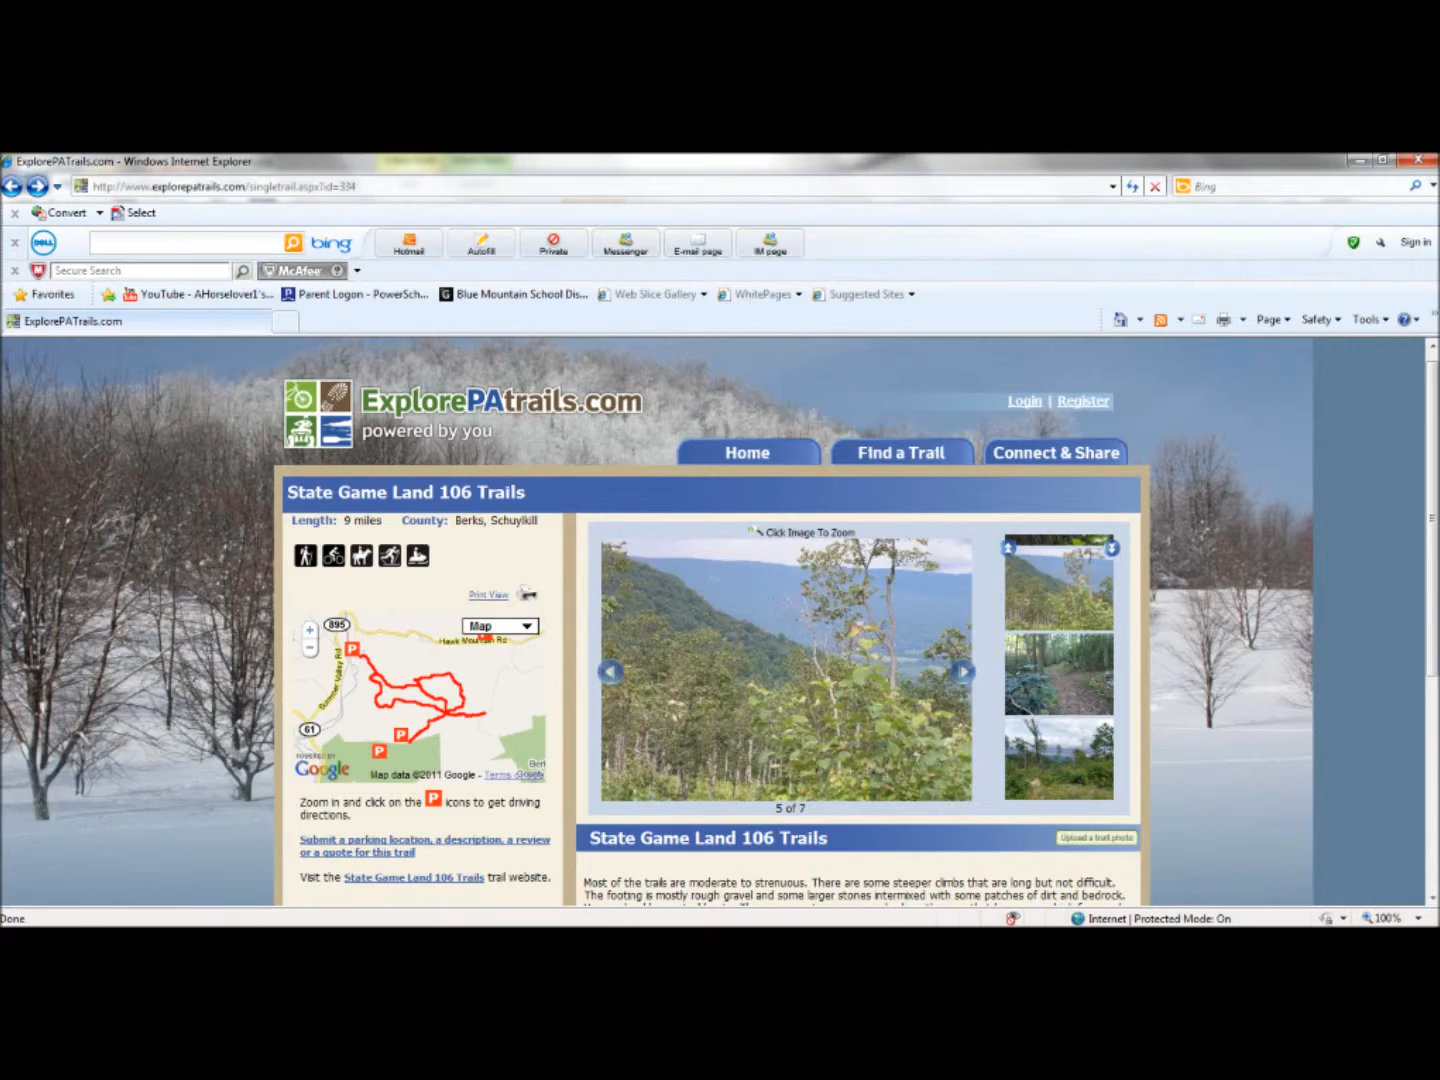 ExplorePATrails.com - Windows Internet Explorer
http://www.explorepatrails.com/singletrail.aspx?id=334
Bing
x Convert Select
x DELL bing Hotmail Autofill Private Messenger E-mail page IM page Sign in
x Secure Search McAfee
Favorites YouTube - AHorselover1's... Parent Logon - PowerSch... G Blue Mountain School Dis... Web Slice Gallery WhitePages Suggested Sites
ExplorePATrails.com
Page Safety Tools
ExplorePAtrails.com
powered by you
Login | Register
Home Find a Trail Connect & Share
State Game Land 106 Trails
Length: 9 miles County: Berks, Schuylkill
Print View
Map
895
Hawk Mountain Rd
Summer Valley Rd
P
P
P
61
POWERED BY
Google
Berl
Map data ©2011 Google - Terms of Use
Zoom in and click on the P icons to get driving
directions.
Submit a parking location, a description, a review
or a quote for this trail
Visit the State Game Land 106 Trails trail website.
Click Image To Zoom
5 of 7
State Game Land 106 Trails
Upload a trail photo
Most of the trails are moderate to strenuous. There are some steeper climbs that are long but not difficult.
The footing is mostly rough gravel and some larger stones intermixed with some patches of dirt and bedrock.
Done
Internet | Protected Mode: On
100%